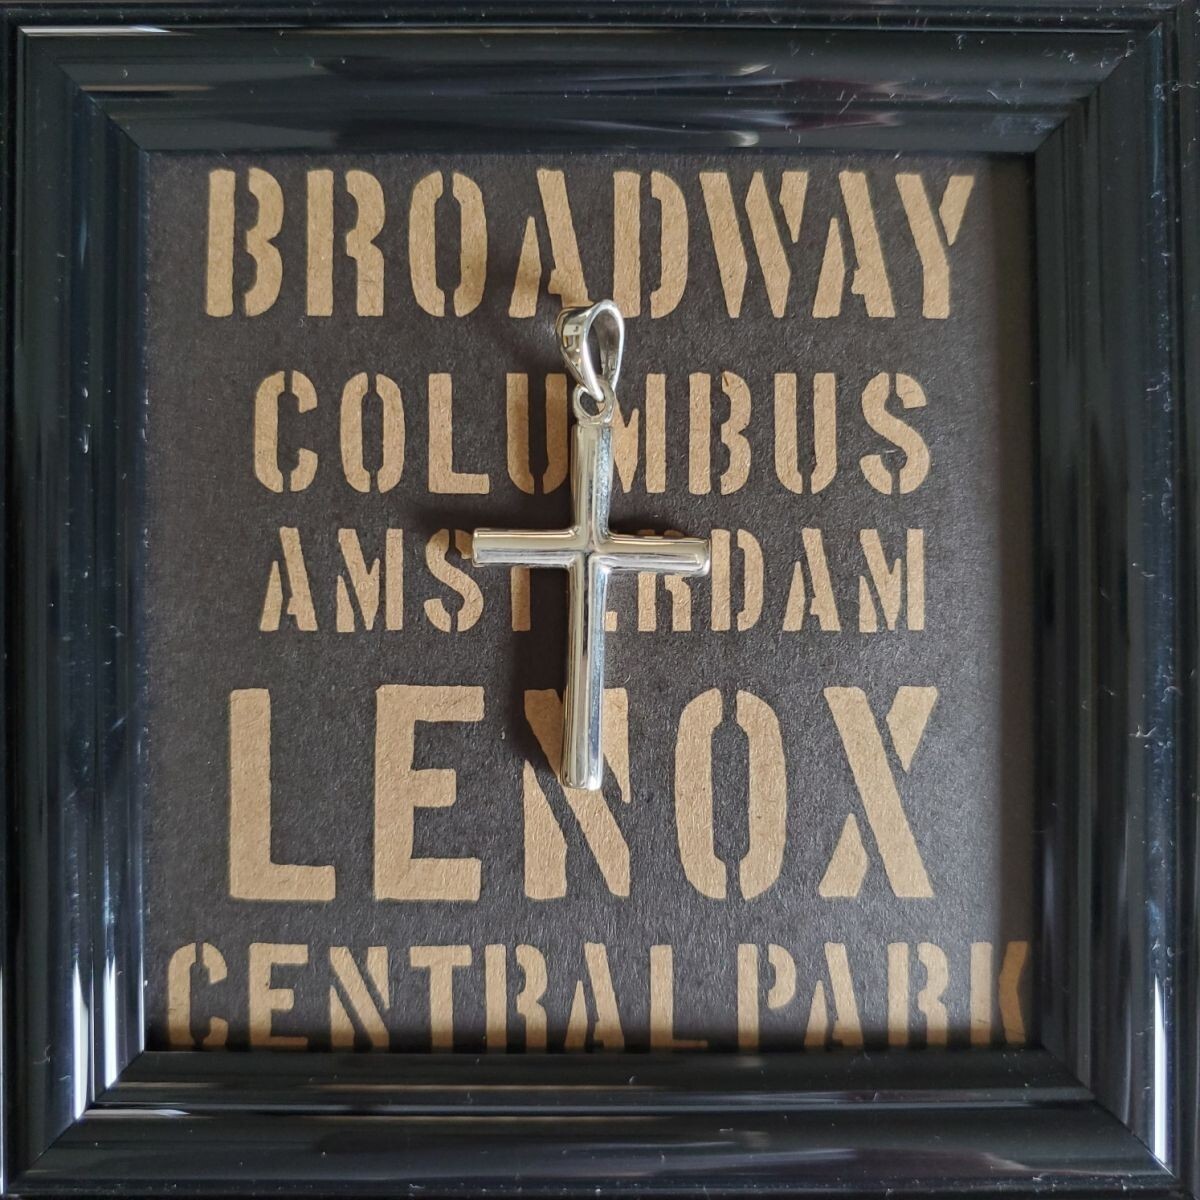 BROADWAY
COLUMBUS
AMSTERDAM
LENOX
CENTRAL PARK